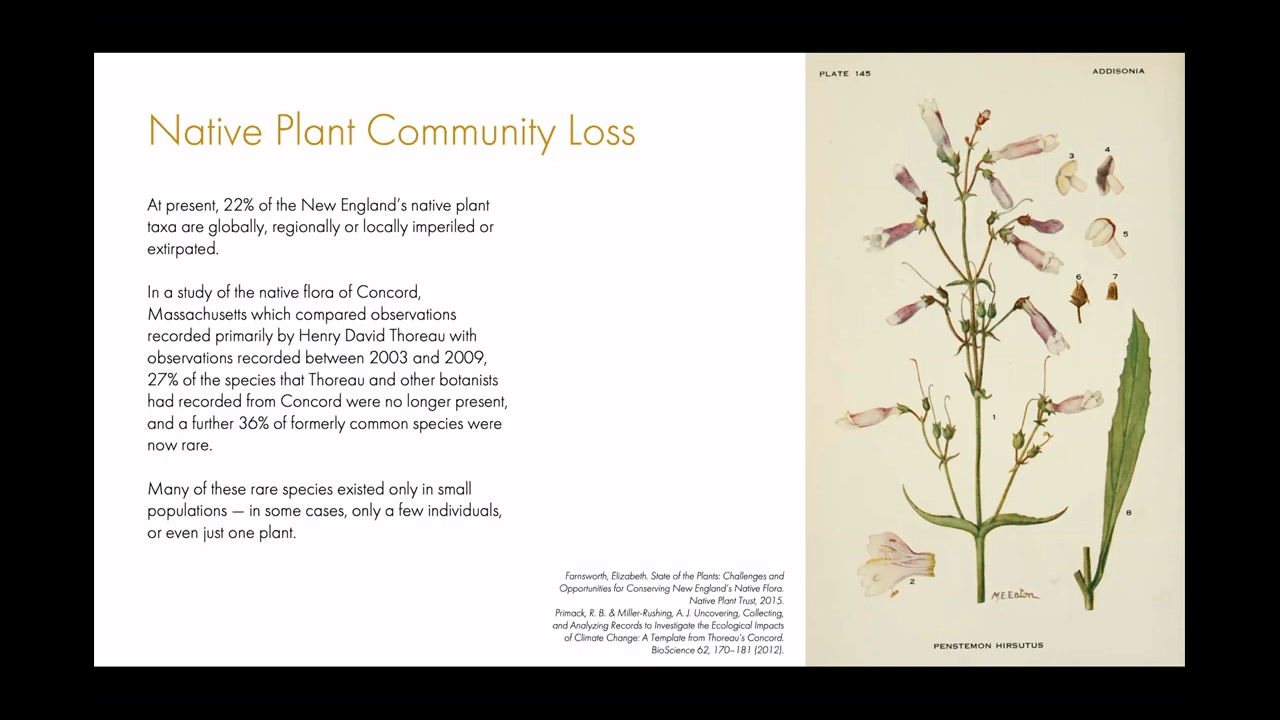 Native Plant Community Loss
At present, 22% of the New England's native plant
taxa are globally, regionally or locally imperiled or
extirpated.
In a study of the native flora of Concord,
Massachusetts which compared observations
recorded primarily by Henry David Thoreau with
observations recorded between 2003 and 2009,
27% of the species that Thoreau and other botanists
had recorded from Concord were no longer present,
and a further 36% of formerly common species were
now rare.
Many of these rare species existed only in small
populations — in some cases, only a few individuals,
or even just one plant.
Farnsworth, Elizabeth. State of the Plants: Challenges and
Opportunities for Conserving New England's Native Flora.
Native Plant Trust, 2015.
Primack, R. B. & Miller-Rushing, A. J. Uncovering, Collecting,
and Analyzing Records to Investigate the Ecological Impacts
of Climate Change: A Template from Thoreau's Concord.
BioScience 62, 170–181 (2012).
PLATE 145
ADDISONIA
3
4
5
6
7
1
8
2
M.E.Eaton
PENSTEMON HIRSUTUS